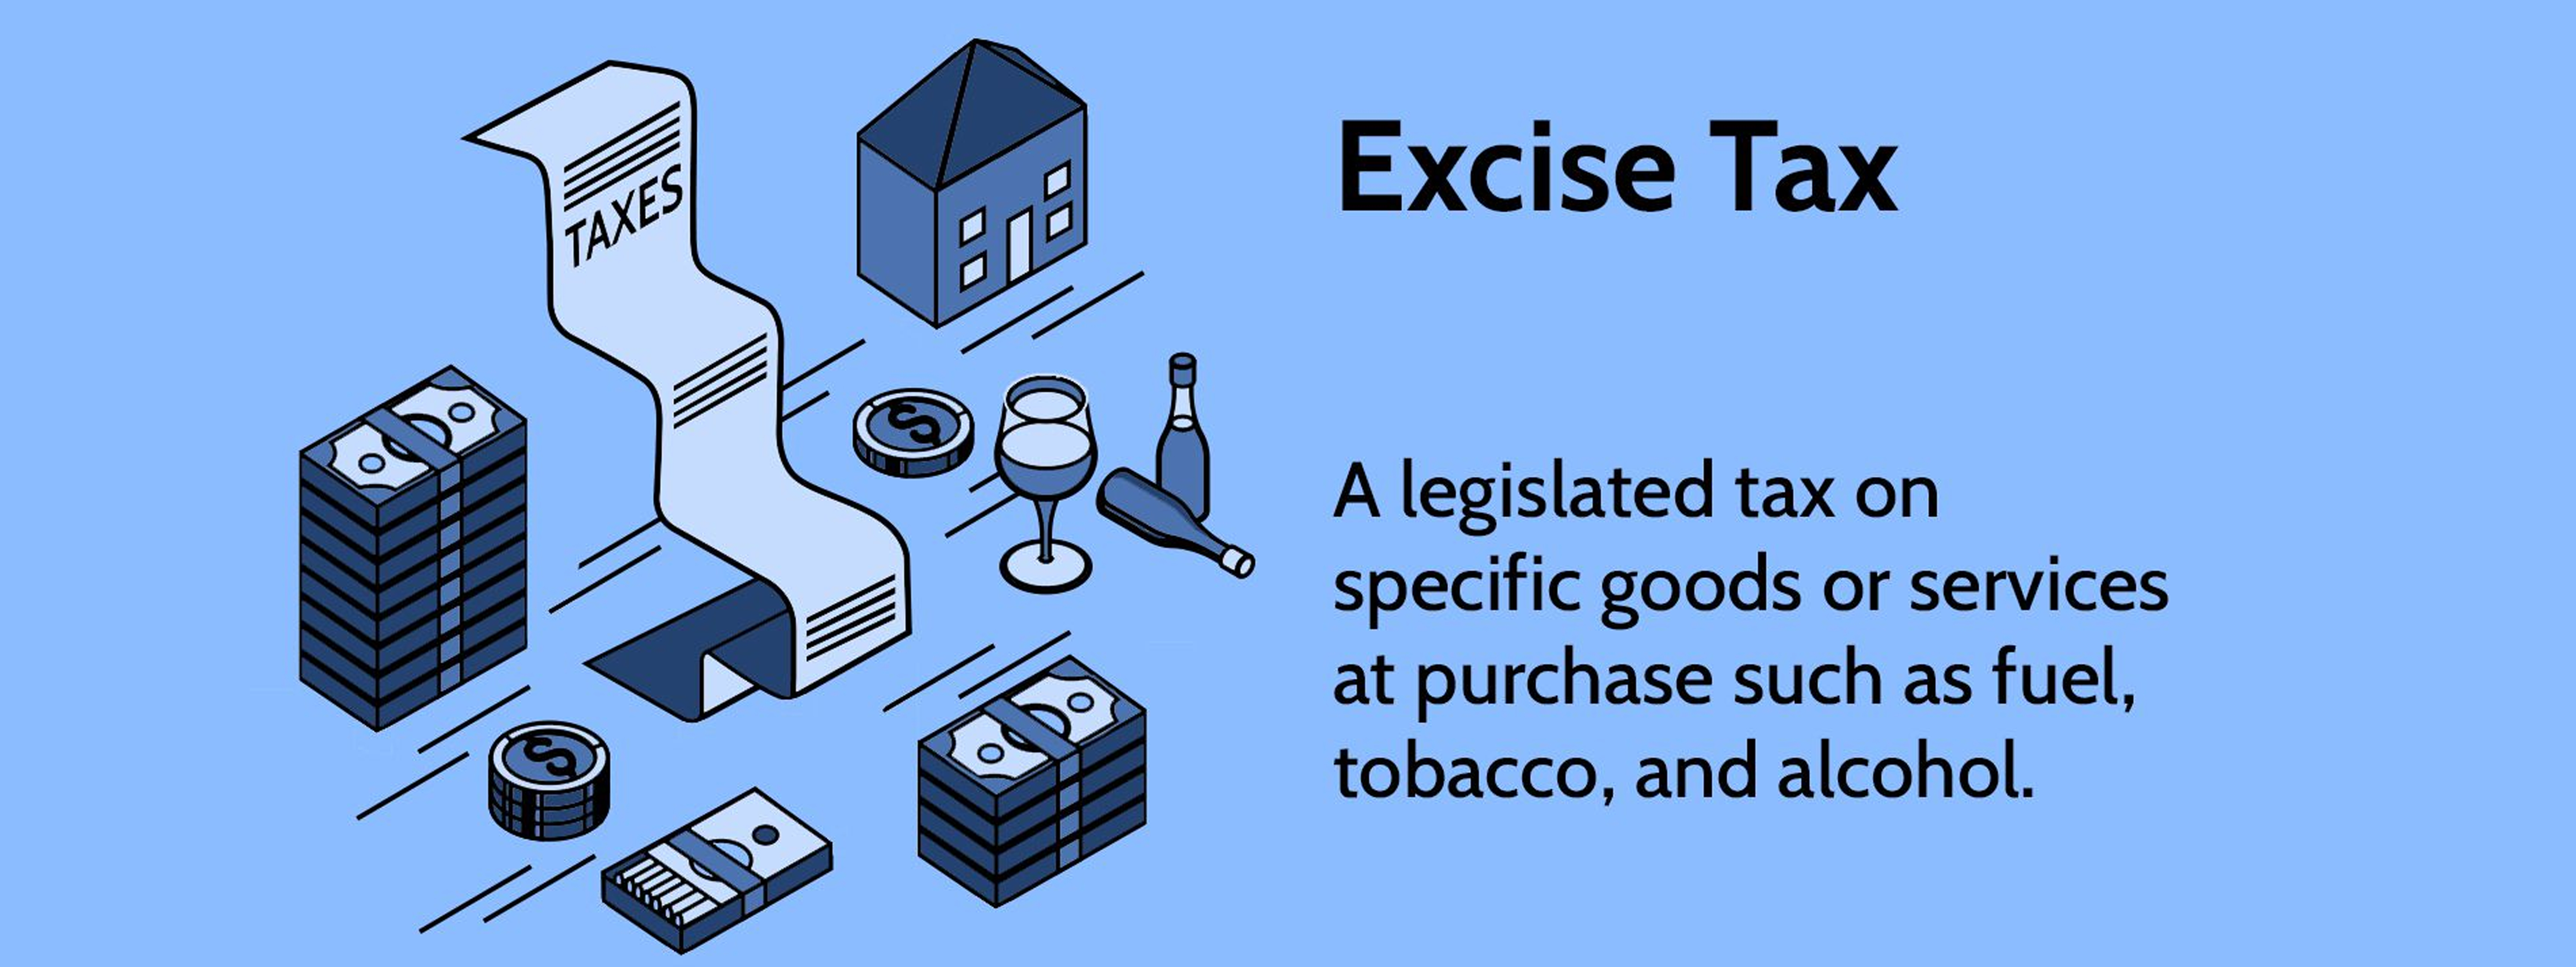 TAXES
Excise Tax
A legislated tax on
specific goods or services
at purchase such as fuel,
tobacco, and alcohol.